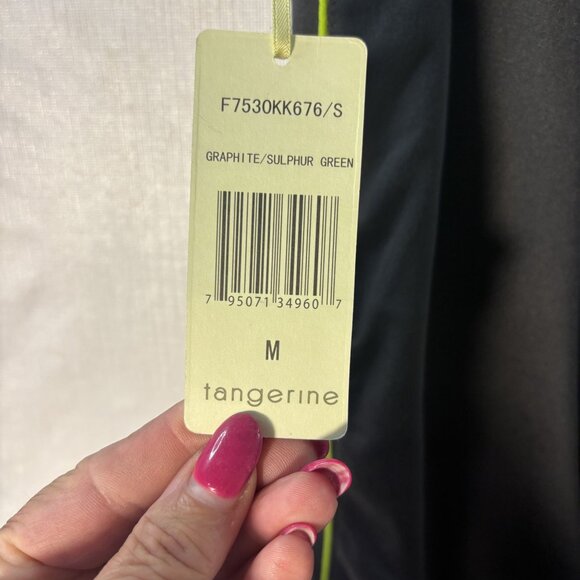 F7530KK676/S
GRAPHITE/SULPHUR GREEN
7 95071 34960 7
M
tangerine